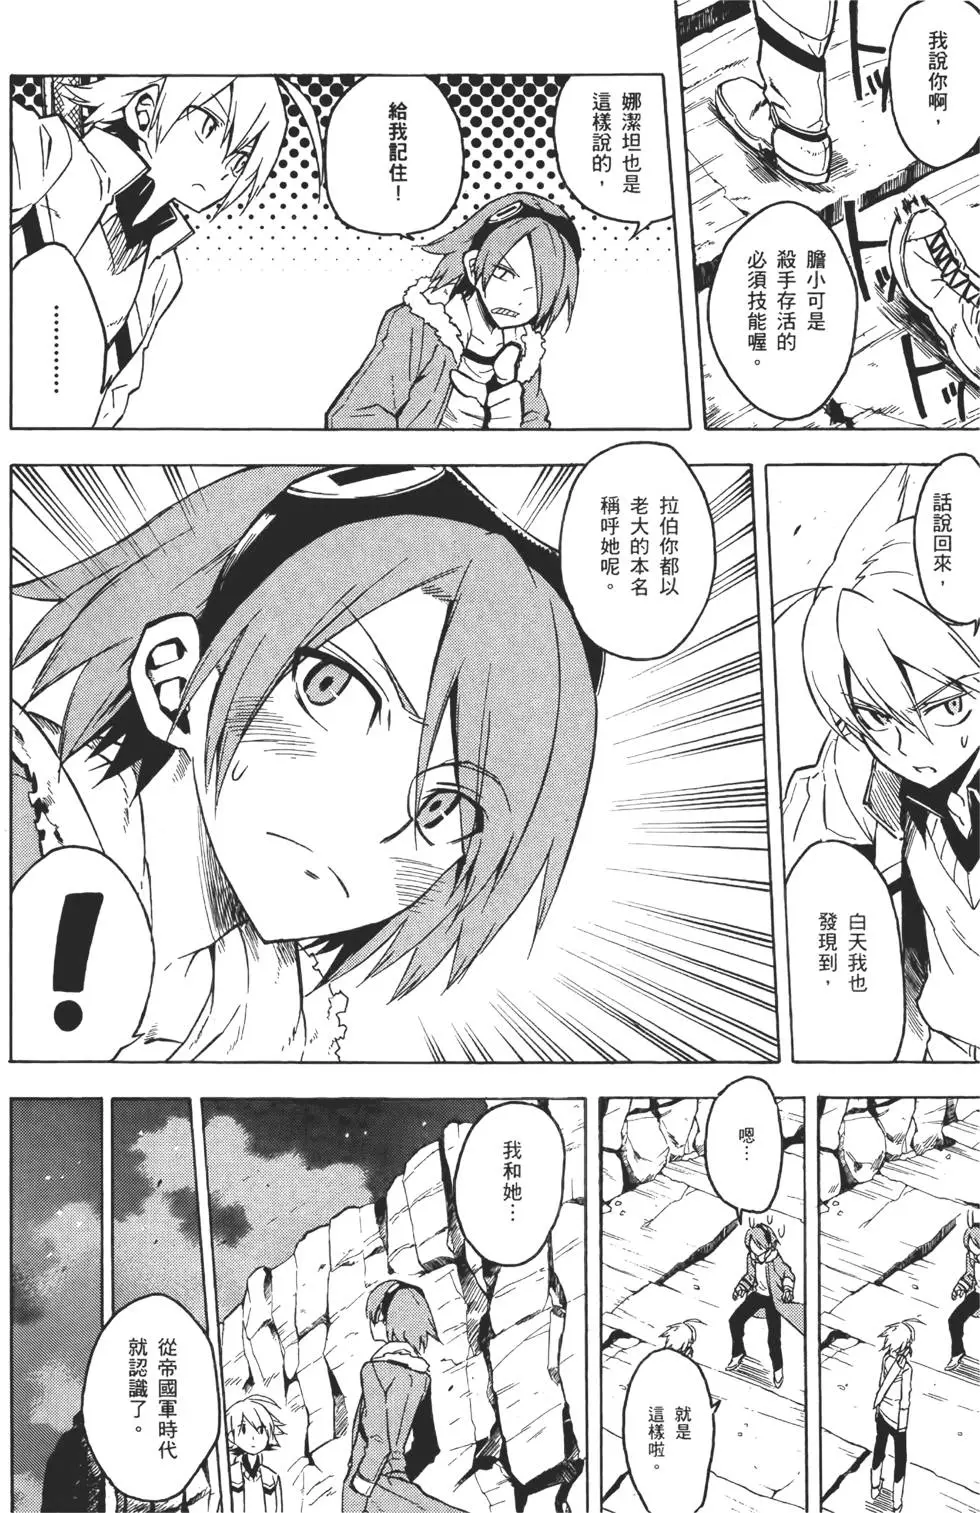 我說你啊，
膽小可是
殺手存活的
必須技能喔。
娜潔坦也是
這樣說的，
給我記住！
………
話說回來，
白天我也
發現到，
拉伯你都以
老大的本名
稱呼她呢。
！
嗯…
就是
這樣啦。
我和她…
從帝國軍時代
就認識了。